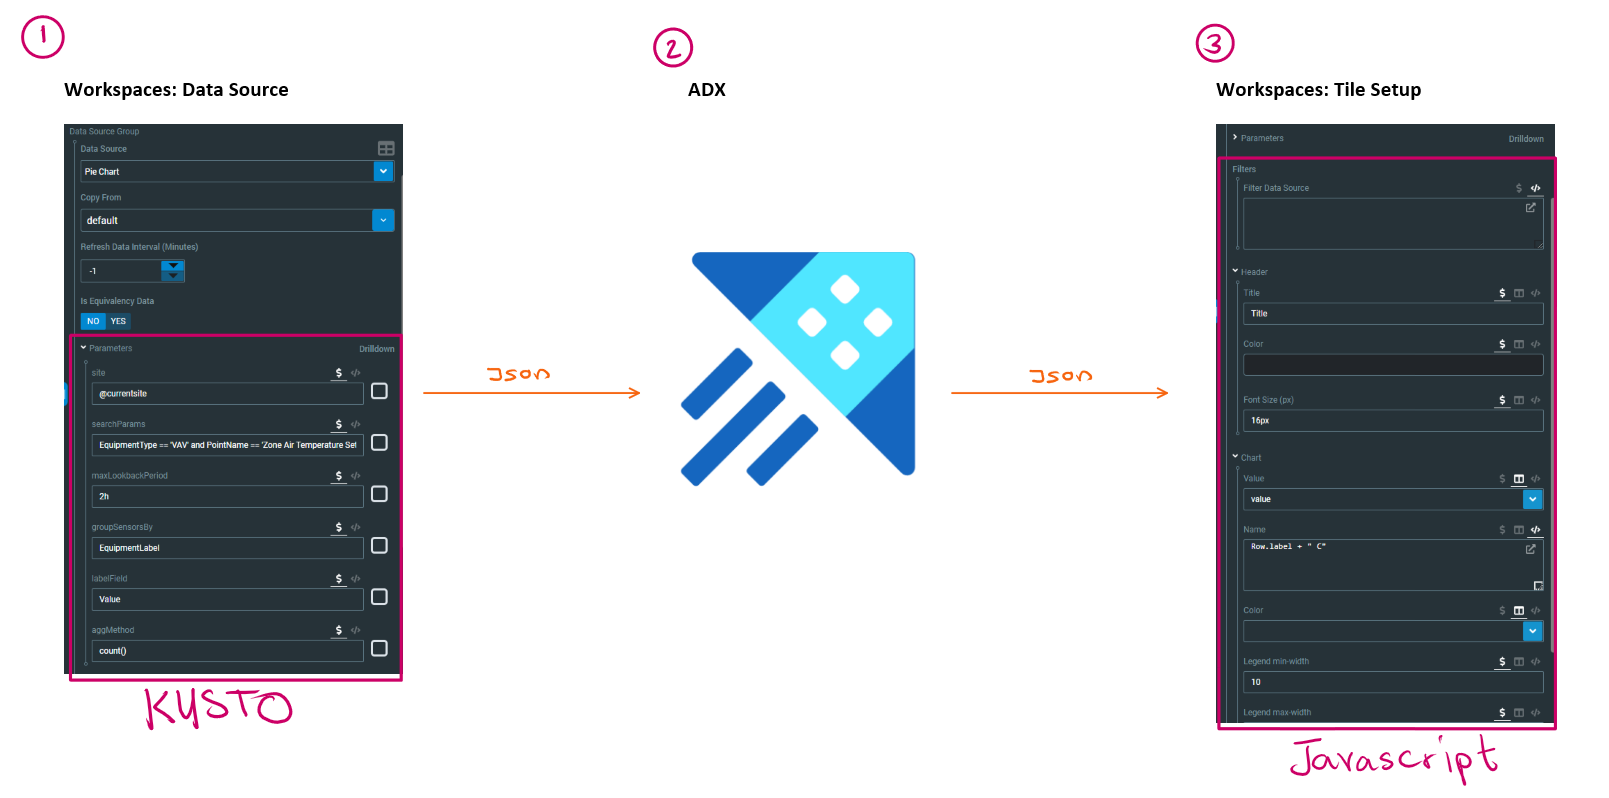 1
2
3
Workspaces: Data Source
ADX
Workspaces: Tile Setup
Data Source Group
Data Source
Pie Chart
Copy From
default
Refresh Data Interval (Minutes)
-1
Is Equivalency Data
NO YES
Parameters Drilldown
site $ </>
@currentsite
searchParams $ </>
EquipmentType == 'VAV' and PointName == 'Zone Air Temperature Set
maxLookbackPeriod $ </>
2h
groupSensorsBy $ </>
EquipmentLabel
labelField $ </>
Value
aggMethod $ </>
count()
KYSTO
Json
Json
Parameters Drilldown
Filters
Filter Data Source $ </>
Header
Title $ </>
Title
Color $ </>
Font Size (px) $ </>
16px
Chart
Value $ </>
value
Name $ </>
Row.label + " C"
Color $ </>
Legend min-width $ </>
10
Legend max-width $ </>
Javascript